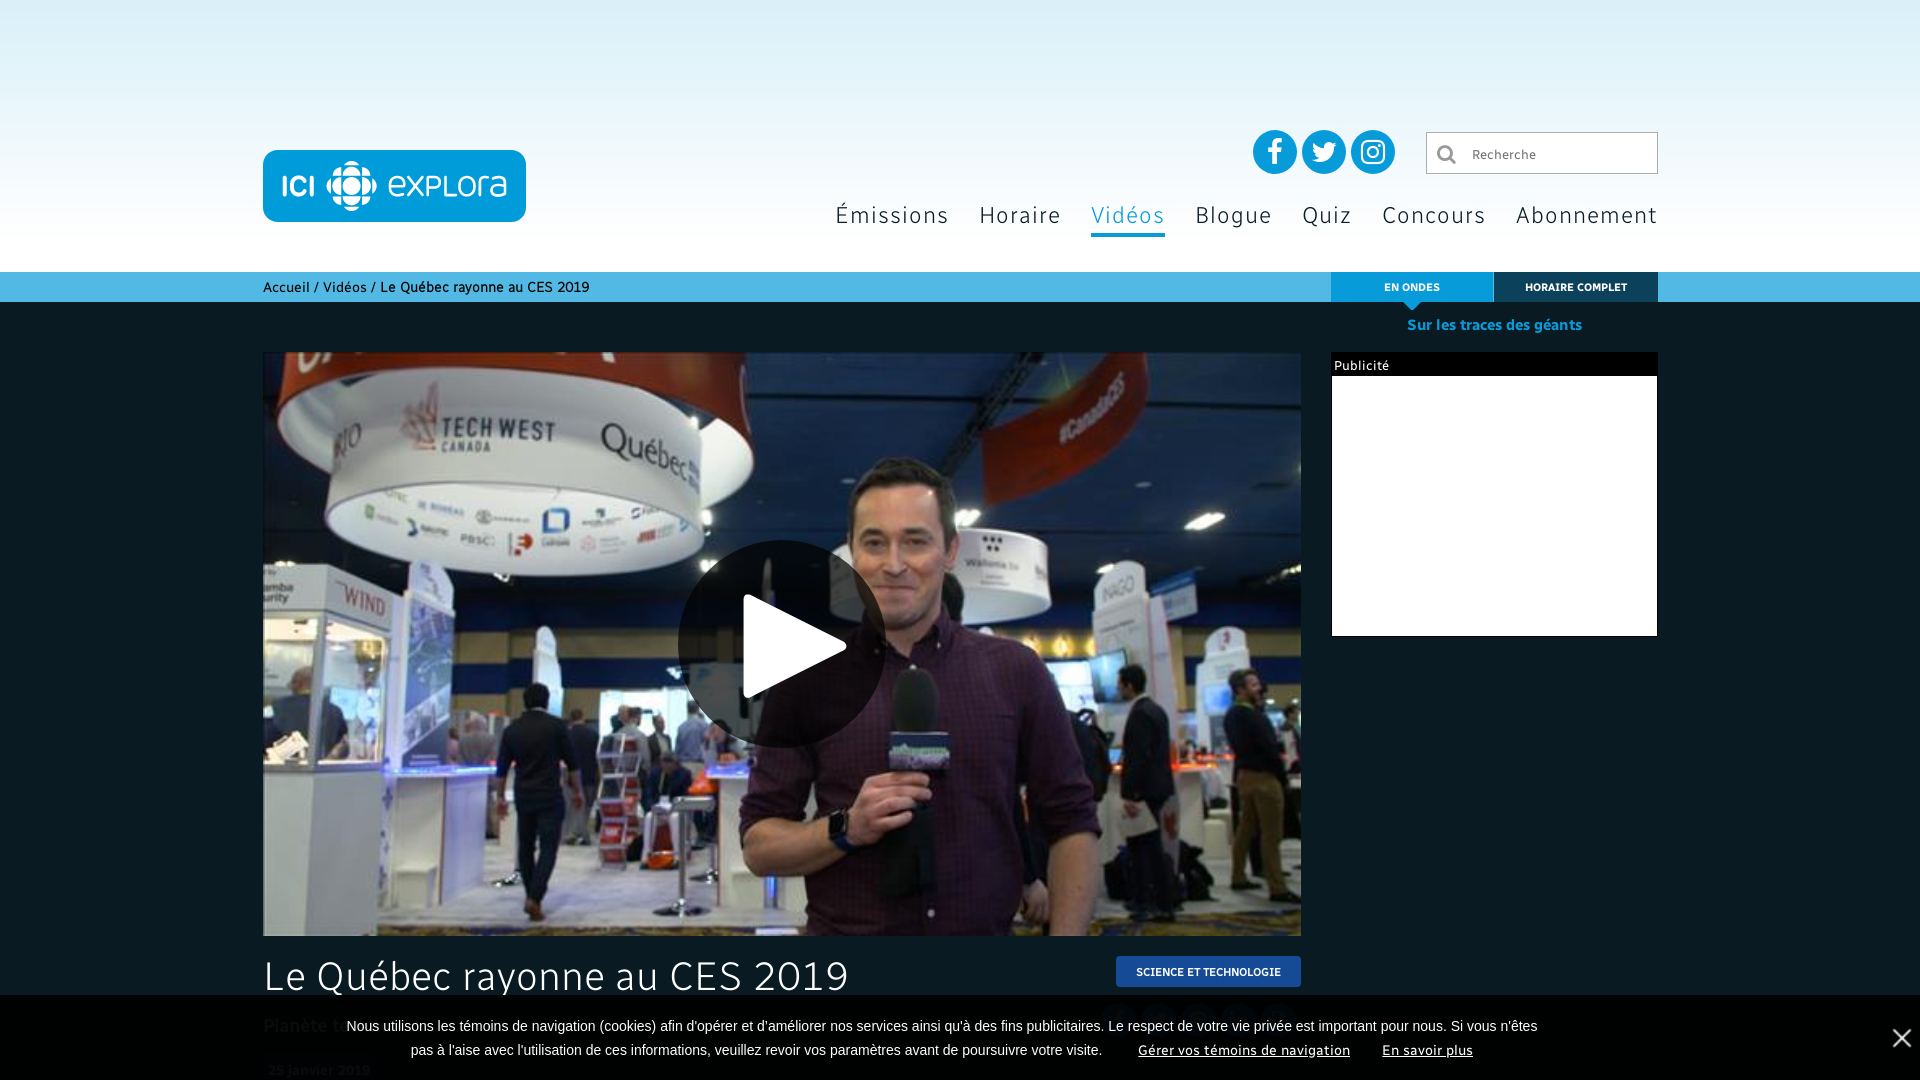 Recherche
ICI explora
Émissions Horaire Vidéos Blogue Quiz Concours Abonnement
Accueil / Vidéos / Le Québec rayonne au CES 2019
EN ONDES
HORAIRE COMPLET
Sur les traces des géants
Publicité
TECH WEST
CANADA
Québec
#CanadaCES
WIND
INAGO
Le Québec rayonne au CES 2019
SCIENCE ET TECHNOLOGIE
Planète
Nous utilisons les témoins de navigation (cookies) afin d'opérer et d’améliorer nos services ainsi qu'à des fins publicitaires. Le respect de votre vie privée est important pour nous. Si vous n'êtes
pas à l'aise avec l'utilisation de ces informations, veuillez revoir vos paramètres avant de poursuivre votre visite. Gérer vos témoins de navigation En savoir plus
25 janvier 2019